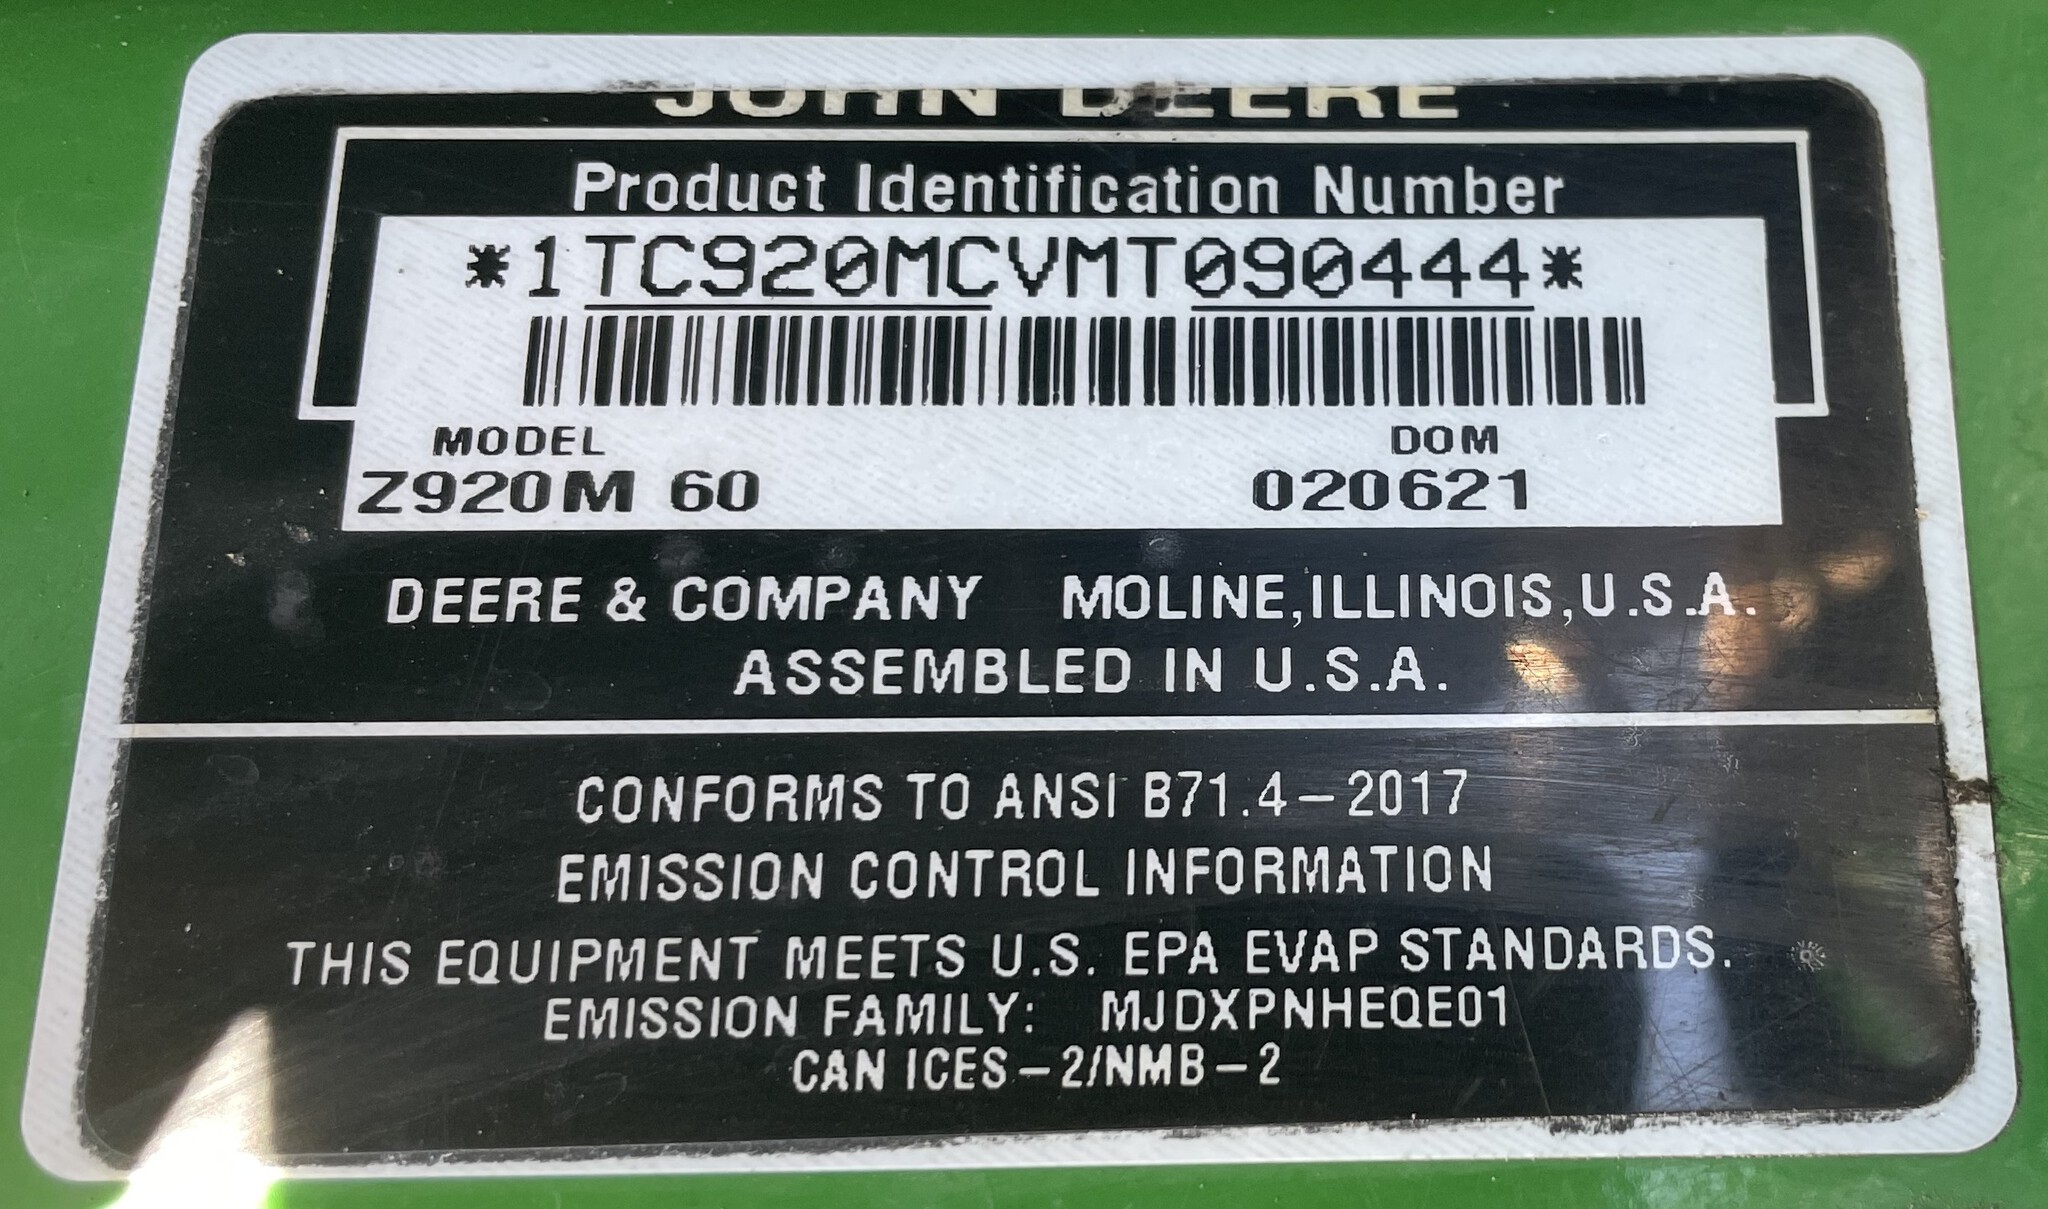 JOHN DEERE
Product Identification Number
*1TC920MCVMT090444*
MODEL DOM
Z920M 60 020621
DEERE & COMPANY MOLINE, ILLINOIS, U.S.A.
ASSEMBLED IN U.S.A.
CONFORMS TO ANSI B71.4-2017
EMISSION CONTROL INFORMATION
THIS EQUIPMENT MEETS U.S. EPA EVAP STANDARDS.
EMISSION FAMILY: MJDXPNHEQE01
CAN ICES-2/NMB-2